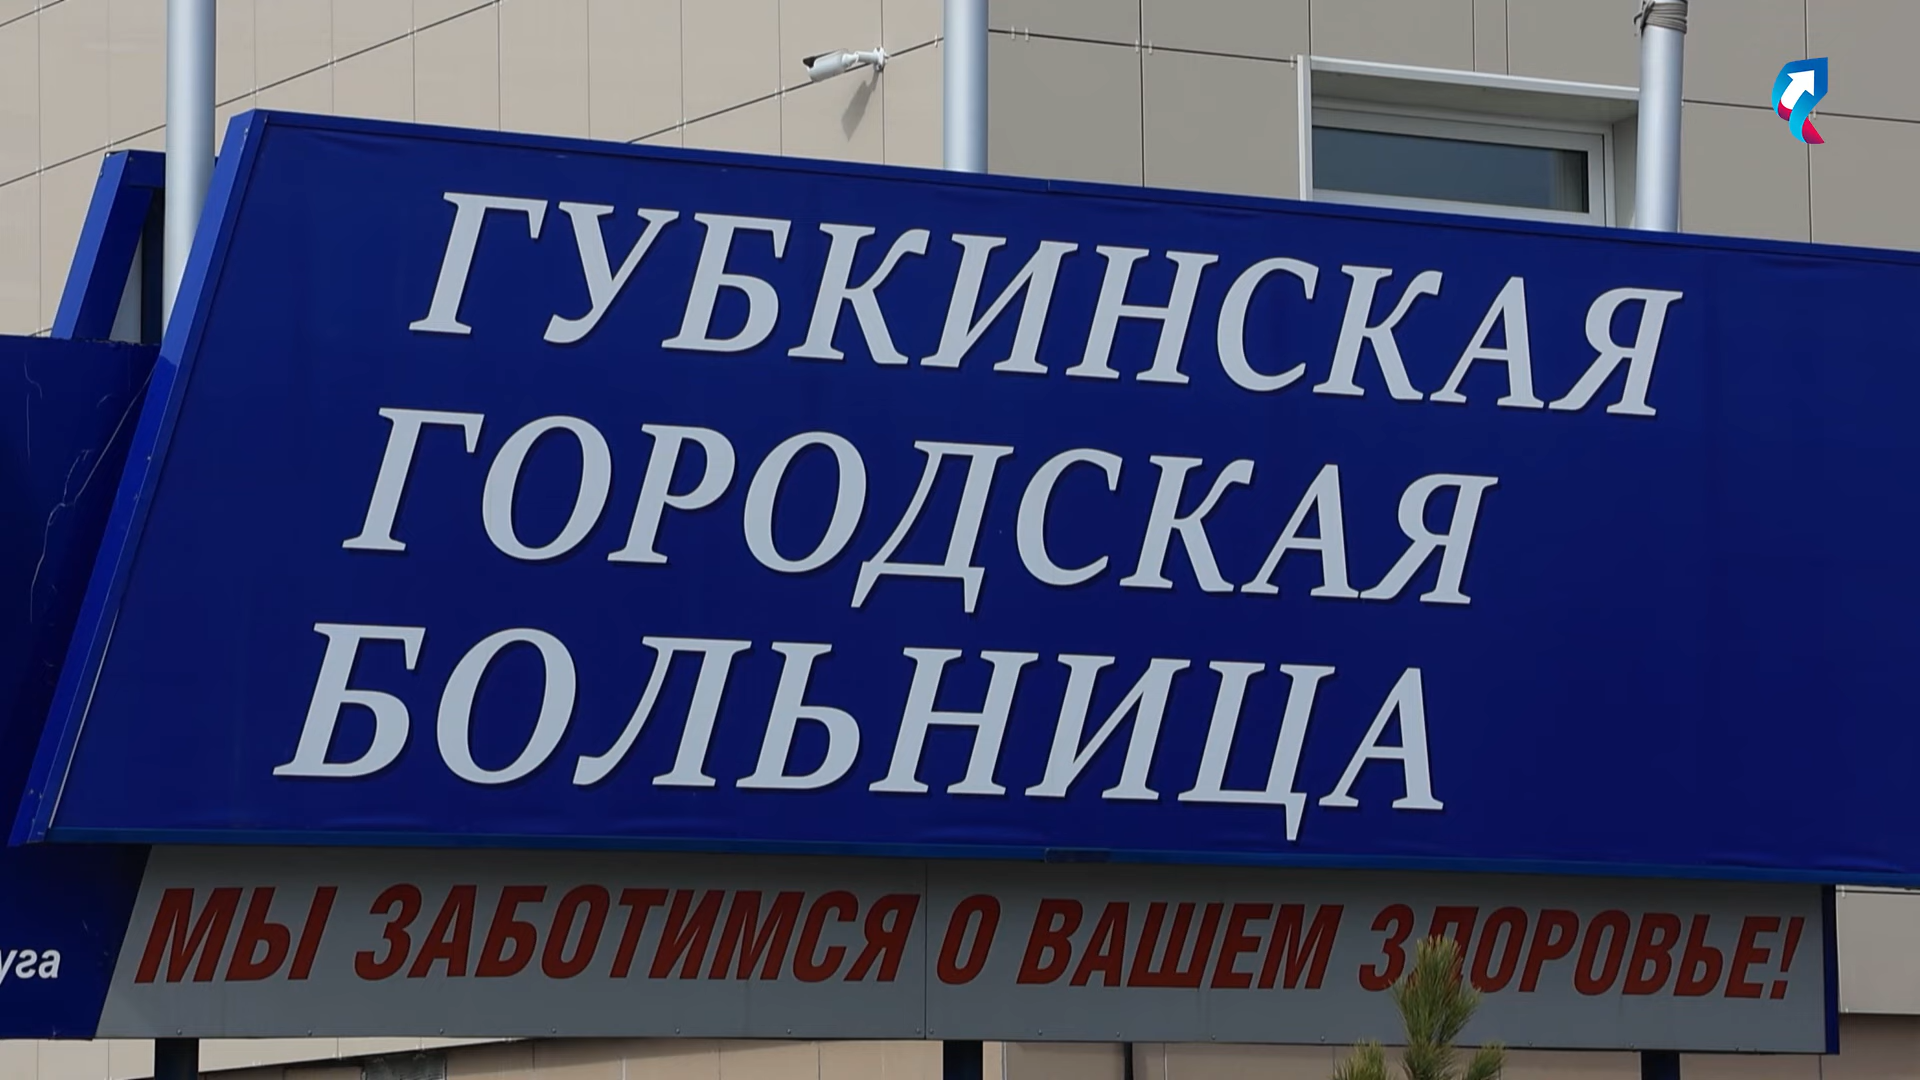 ГУБКИНСКАЯ
ГОРОДСКАЯ
БОЛЬНИЦА
МЫ ЗАБОТИМСЯ О ВАШЕМ ЗДОРОВЬЕ!